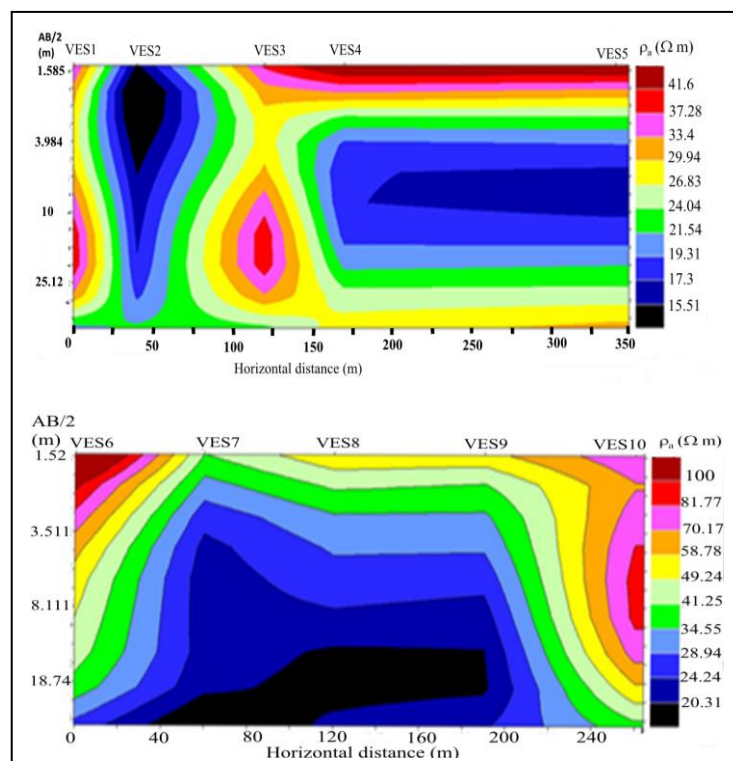 AB/2
(m)
VES1 VES2 VES3 VES4 VES5 ρa (Ω m)
1.585
3.984
10
25.12
41.6
37.28
33.4
29.94
26.83
24.04
21.54
19.31
17.3
15.51
0 50 100 150 200 250 300 350
Horizontal distance (m)
AB/2
(m)
VES6 VES7 VES8 VES9 VES10 ρa (Ω m)
1.52
3.511
8.111
18.74
100
81.77
70.17
58.78
49.24
41.25
34.55
28.94
24.24
20.31
0 40 80 120 160 200 240
Horizontal distance (m)